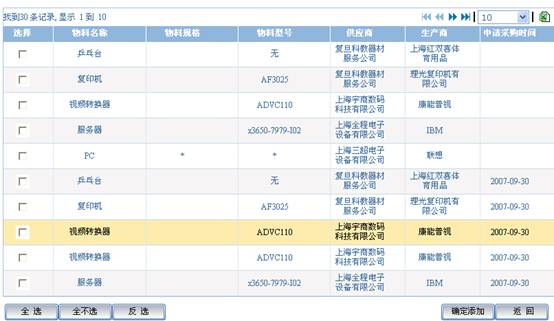 找到30 条记录, 显示 1 到 10
10
选择 物料名称 物料规格 物料型号 供应商 生产商 申请采购时间
乒乓台 无 复旦科教器材服务公司 上海红双喜体育用品
复印机 AF3025 复旦科教器材服务公司 理光复印机有限公司
视频转换器 ADVC110 上海宇商数码科技有限公司 康能普视
服务器 x3650-7979-I02 上海全程电子设备有限公司 IBM
PC * * 上海三超电子设备有限公司 联想
乒乓台 无 复旦科教器材服务公司 上海红双喜体育用品 2007-09-30
复印机 AF3025 复旦科教器材服务公司 理光复印机有限公司 2007-09-30
视频转换器 ADVC110 上海宇商数码科技有限公司 康能普视 2007-09-30
视频转换器 ADVC110 上海宇商数码科技有限公司 康能普视 2007-09-30
服务器 x3650-7979-I02 上海全程电子设备有限公司 IBM 2007-09-30
全 选 全不选 反 选 确定添加 返 回